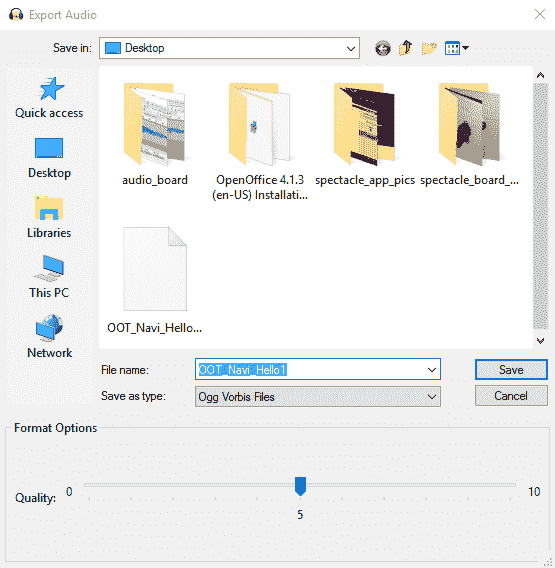 Export Audio
Save in:
Desktop
Quick access
Desktop
Libraries
This PC
Network
audio_board
OpenOffice 4.1.3
(en-US) Installati...
spectacle_app_pics
spectacle_board_...
OOT_Navi_Hello...
File name:
OOT_Navi_Hello1
Save
Save as type:
Ogg Vorbis Files
Cancel
Format Options
Quality:
0
10
5